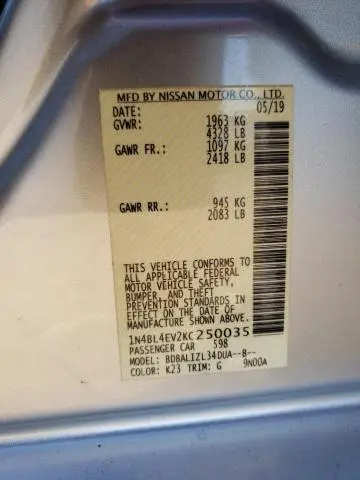 MFD BY NISSAN MOTOR CO., LTD.
DATE: 05/19
GVWR: 1963 KG
4328 LB
GAWR FR.: 1097 KG
2418 LB
GAWR RR.: 945 KG
2083 LB
THIS VEHICLE CONFORMS TO
ALL APPLICABLE FEDERAL
MOTOR VEHICLE SAFETY,
BUMPER, AND THEFT
PREVENTION STANDARDS IN
EFFECT ON THE DATE OF
MANUFACTURE SHOWN ABOVE.
1N4BL4EV2KC250035
PASSENGER CAR 598
MODEL: BDBALIZL34DUA--B--
COLOR: K23 TRIM: G 9N00A